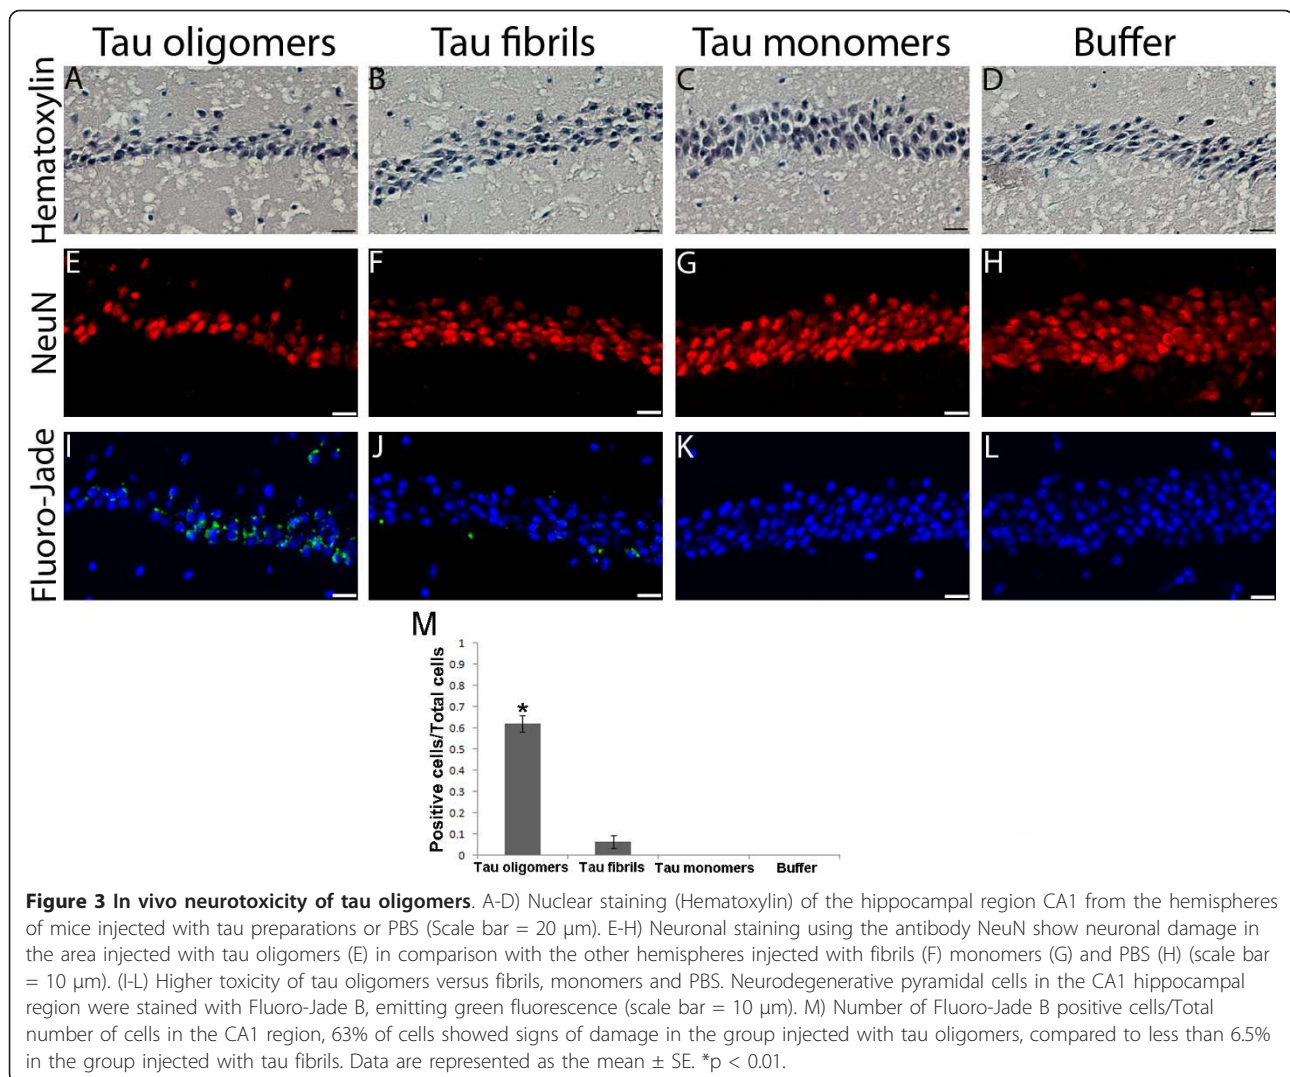 Tau oligomers Tau fibrils Tau monomers Buffer
Hematoxylin
A B C D
NeuN
E F G H
Fluoro-Jade
I J K L
M
Positive cells/Total cells
1
0.9
0.8
0.7
0.6
0.5
0.4
0.3
0.2
0.1
0
*
Tau oligomers Tau fibrils Tau monomers Buffer
Figure 3 In vivo neurotoxicity of tau oligomers. A-D) Nuclear staining (Hematoxylin) of the hippocampal region CA1 from the hemispheres
of mice injected with tau preparations or PBS (Scale bar = 20 μm). E-H) Neuronal staining using the antibody NeuN show neuronal damage in
the area injected with tau oligomers (E) in comparison with the other hemispheres injected with fibrils (F) monomers (G) and PBS (H) (scale bar
= 10 μm). (I-L) Higher toxicity of tau oligomers versus fibrils, monomers and PBS. Neurodegenerative pyramidal cells in the CA1 hippocampal
region were stained with Fluoro-Jade B, emitting green fluorescence (scale bar = 10 μm). M) Number of Fluoro-Jade B positive cells/Total
number of cells in the CA1 region, 63% of cells showed signs of damage in the group injected with tau oligomers, compared to less than 6.5%
in the group injected with tau fibrils. Data are represented as the mean ± SE. *p < 0.01.